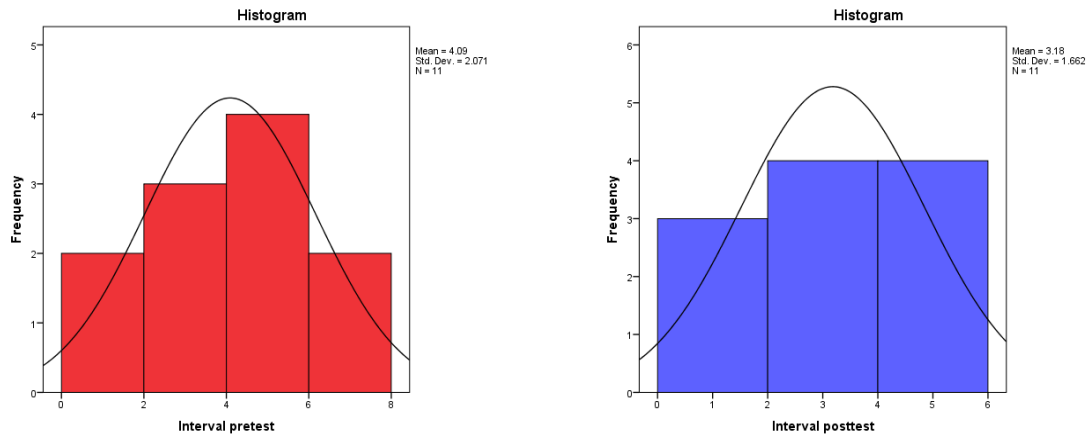 Histogram
Mean = 4.09
Std. Dev. = 2.071
N = 11
5
4
3
2
1
0
Frequency
0 2 4 6 8
Interval pretest
Histogram
Mean = 3.18
Std. Dev. = 1.662
N = 11
6
5
4
3
2
1
0
Frequency
0 1 2 3 4 5 6
Interval posttest